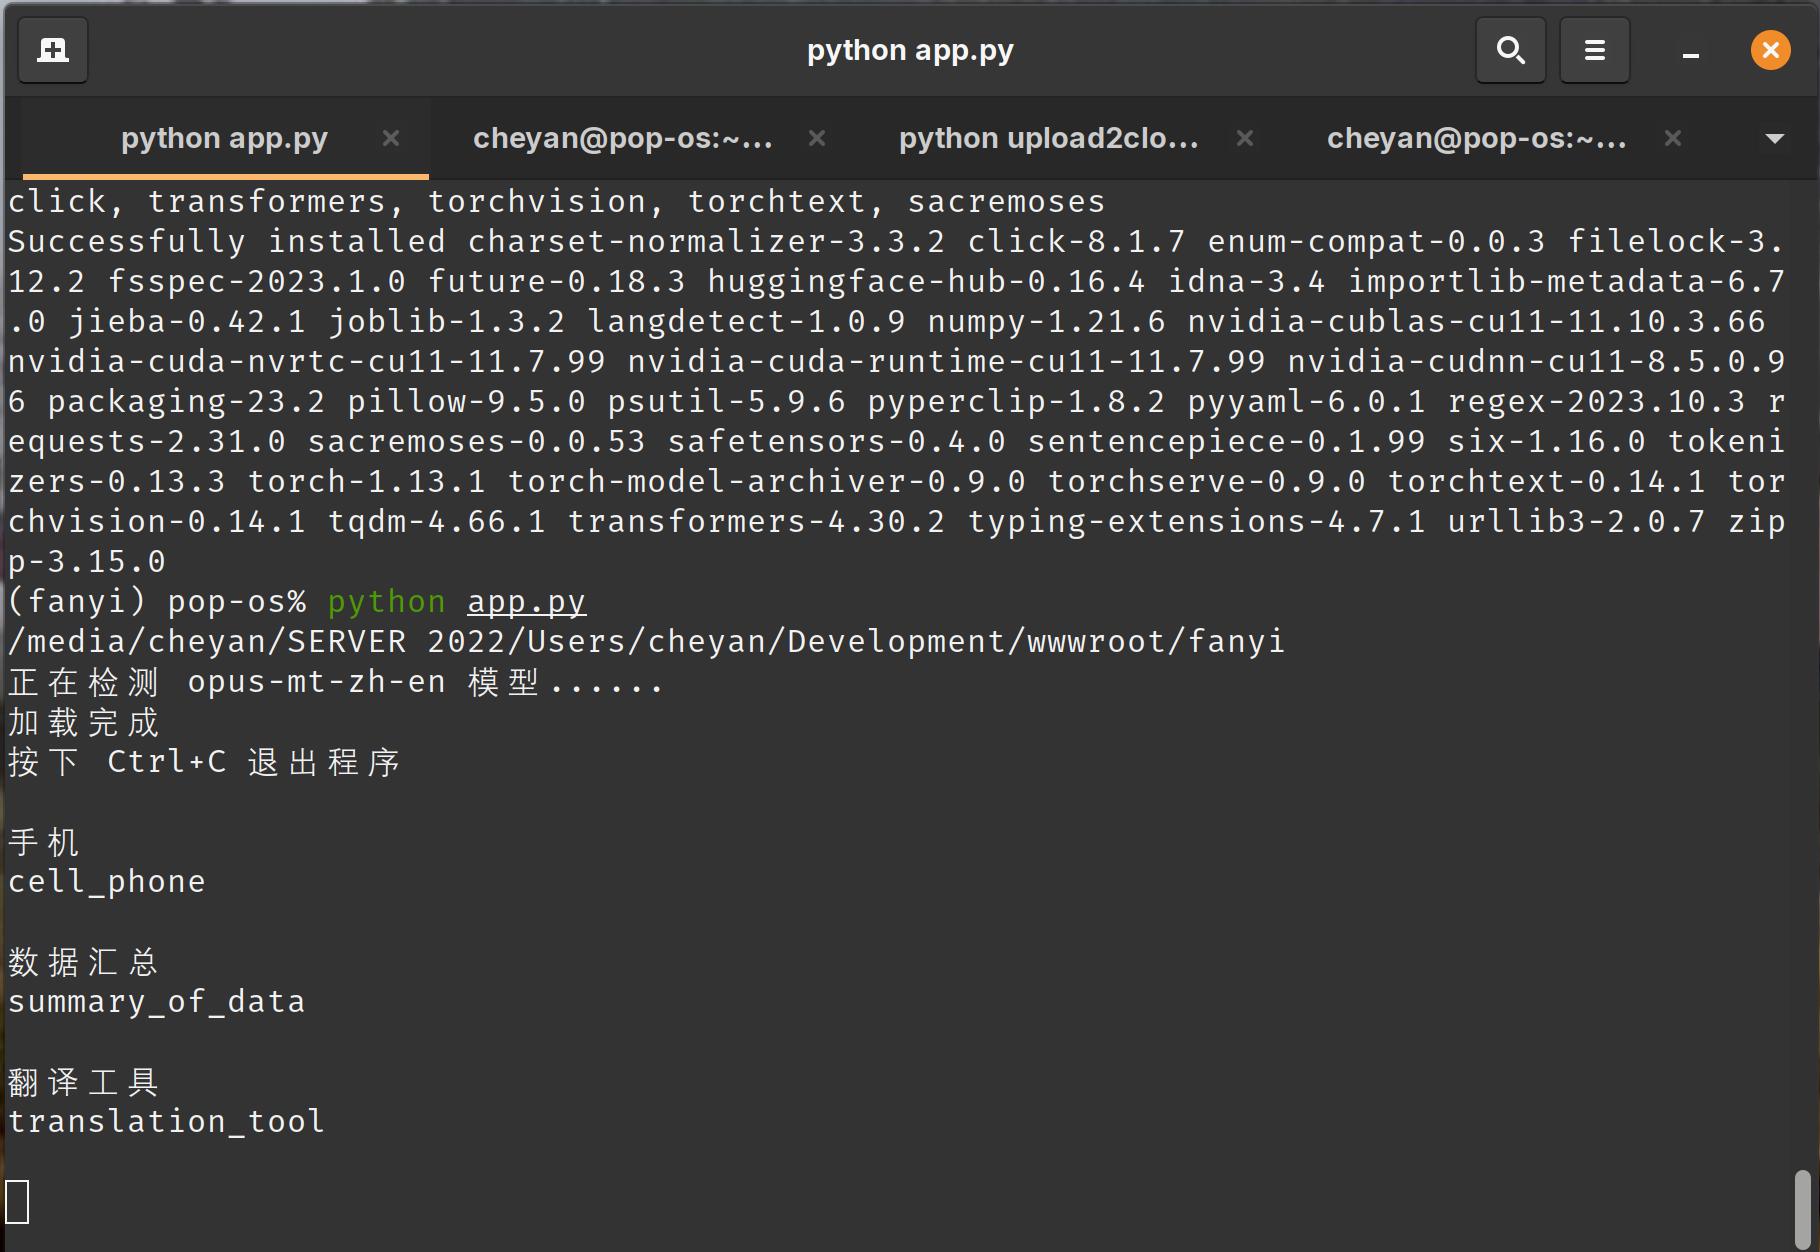 python app.py
python app.py
cheyan@pop-os:~...
python upload2clo...
cheyan@pop-os:~...
click, transformers, torchvision, torchtext, sacremoses
Successfully installed charset-normalizer-3.3.2 click-8.1.7 enum-compat-0.0.3 filelock-3.
12.2 fsspec-2023.1.0 future-0.18.3 huggingface-hub-0.16.4 idna-3.4 importlib-metadata-6.7
.0 jieba-0.42.1 joblib-1.3.2 langdetect-1.0.9 numpy-1.21.6 nvidia-cublas-cu11-11.10.3.66
nvidia-cuda-nvrtc-cu11-11.7.99 nvidia-cuda-runtime-cu11-11.7.99 nvidia-cudnn-cu11-8.5.0.9
6 packaging-23.2 pillow-9.5.0 psutil-5.9.6 pyperclip-1.8.2 pyyaml-6.0.1 regex-2023.10.3 r
equests-2.31.0 sacremoses-0.0.53 safetensors-0.4.0 sentencepiece-0.1.99 six-1.16.0 tokeni
zers-0.13.3 torch-1.13.1 torch-model-archiver-0.9.0 torchserve-0.9.0 torchtext-0.14.1 tor
chvision-0.14.1 tqdm-4.66.1 transformers-4.30.2 typing-extensions-4.7.1 urllib3-2.0.7 zip
p-3.15.0
(fanyi) pop-os% python app.py
/media/cheyan/SERVER 2022/Users/cheyan/Development/wwwroot/fanyi
正在检测 opus-mt-zh-en 模型......
加载完成
按下 Ctrl+C 退出程序
手机
cell_phone
数据汇总
summary_of_data
翻译工具
translation_tool